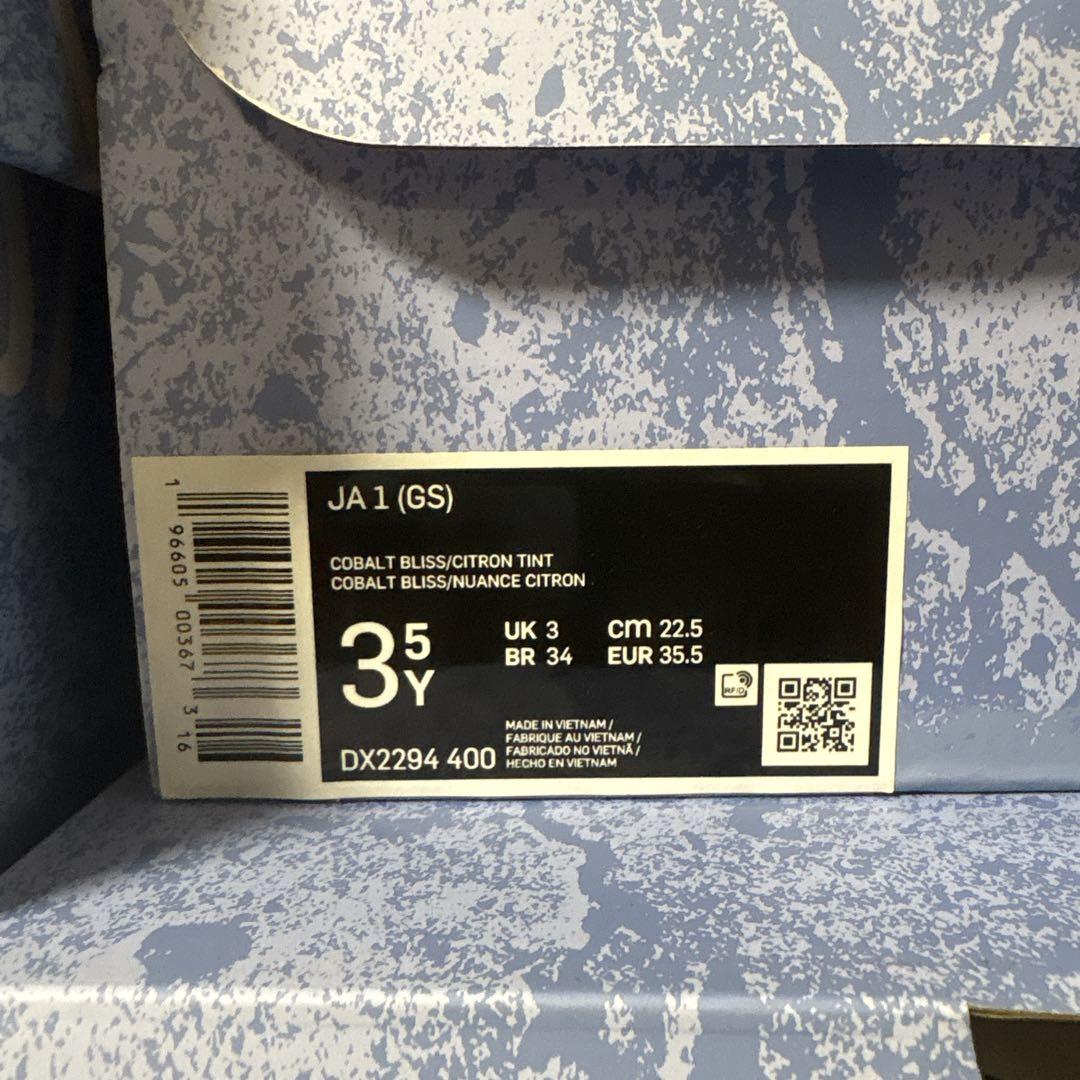 JA 1 (GS)
COBALT BLISS/CITRON TINT
COBALT BLISS/NUANCE CITRON
3 5 Y
UK 3 cm 22.5
BR 34 EUR 35.5
RFID
DX2294 400
MADE IN VIETNAM /
FABRIQUE AU VIETNAM /
FABRICADO NO VIETNÃ /
HECHO EN VIETNAM
1 96605 00367 3 16